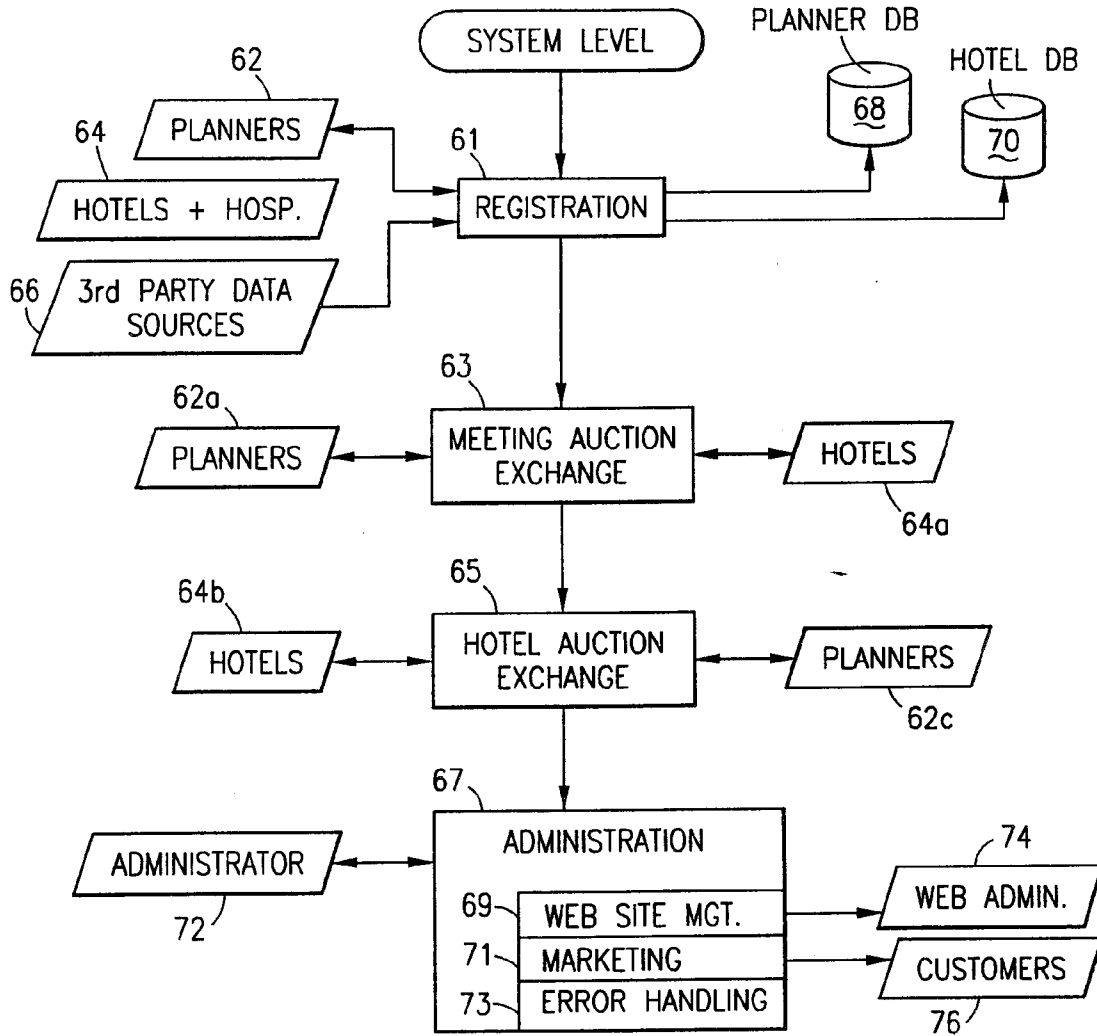 SYSTEM LEVEL
PLANNER DB
68
HOTEL DB
70
62
PLANNERS
64
HOTELS + HOSP.
66
3rd PARTY DATA
SOURCES
61
REGISTRATION
62a
PLANNERS
63
MEETING AUCTION
EXCHANGE
HOTELS
64a
64b
HOTELS
65
HOTEL AUCTION
EXCHANGE
PLANNERS
62c
67
ADMINISTRATION
ADMINISTRATOR
72
69
WEB SITE MGT.
71
MARKETING
73
ERROR HANDLING
74
WEB ADMIN.
CUSTOMERS
76